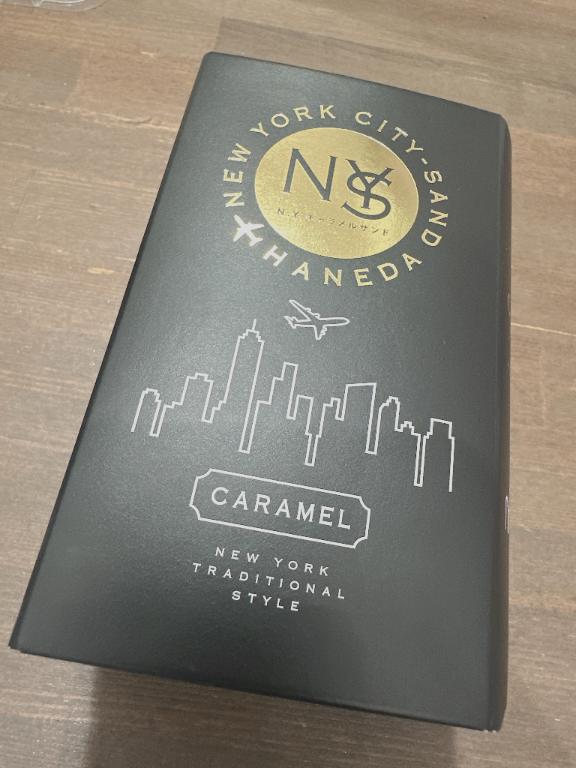 NEW YORK CITY-SAND
NYS
N.Y.キャラメルサンド
HANEDA
CARAMEL
NEW YORK
TRADITIONAL
STYLE